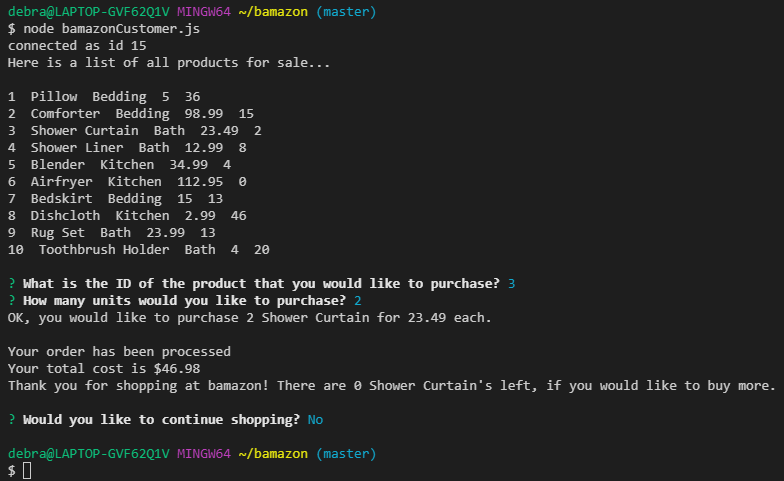 debra@LAPTOP-GVF62Q1V MINGW64 ~/bamazon (master)
$ node bamazonCustomer.js
connected as id 15
Here is a list of all products for sale...
1  Pillow  Bedding  5  36
2  Comforter  Bedding  98.99  15
3  Shower Curtain  Bath  23.49  2
4  Shower Liner  Bath  12.99  8
5  Blender  Kitchen  34.99  4
6  Airfryer  Kitchen  112.95  0
7  Bedskirt  Bedding  15  13
8  Dishcloth  Kitchen  2.99  46
9  Rug Set  Bath  23.99  13
10  Toothbrush Holder  Bath  4  20
? What is the ID of the product that you would like to purchase? 3
? How many units would you like to purchase? 2
OK, you would like to purchase 2 Shower Curtain for 23.49 each.
Your order has been processed
Your total cost is $46.98
Thank you for shopping at bamazon! There are 0 Shower Curtain's left, if you would like to buy more.
? Would you like to continue shopping? No
debra@LAPTOP-GVF62Q1V MINGW64 ~/bamazon (master)
$